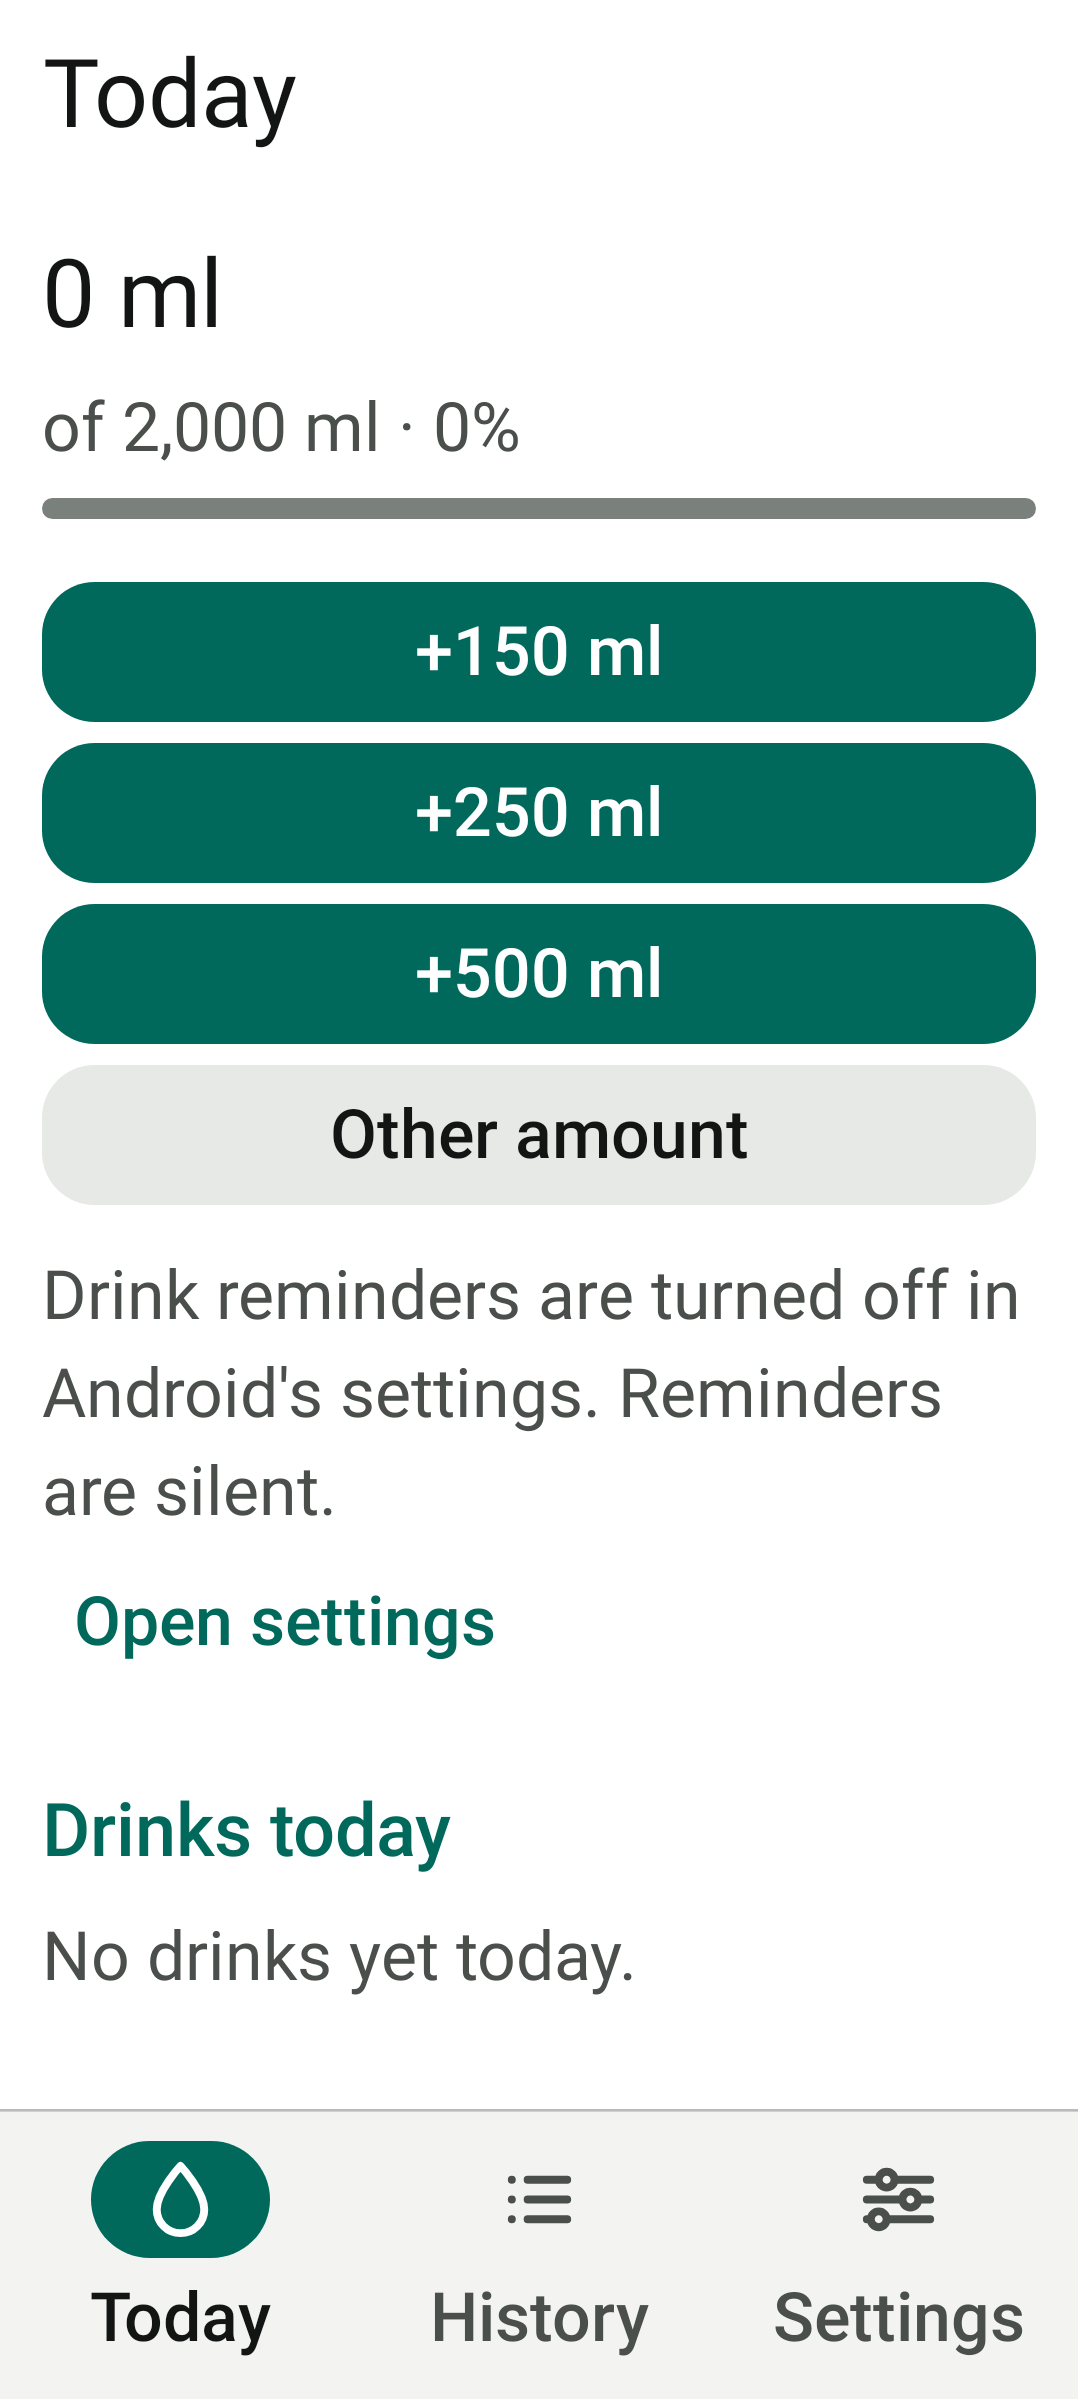 Today
0 ml
of 2,000 ml · 0%
+150 ml
+250 ml
+500 ml
Other amount
Drink reminders are turned off in
Android's settings. Reminders
are silent.
Open settings
Drinks today
No drinks yet today.
Today
History
Settings